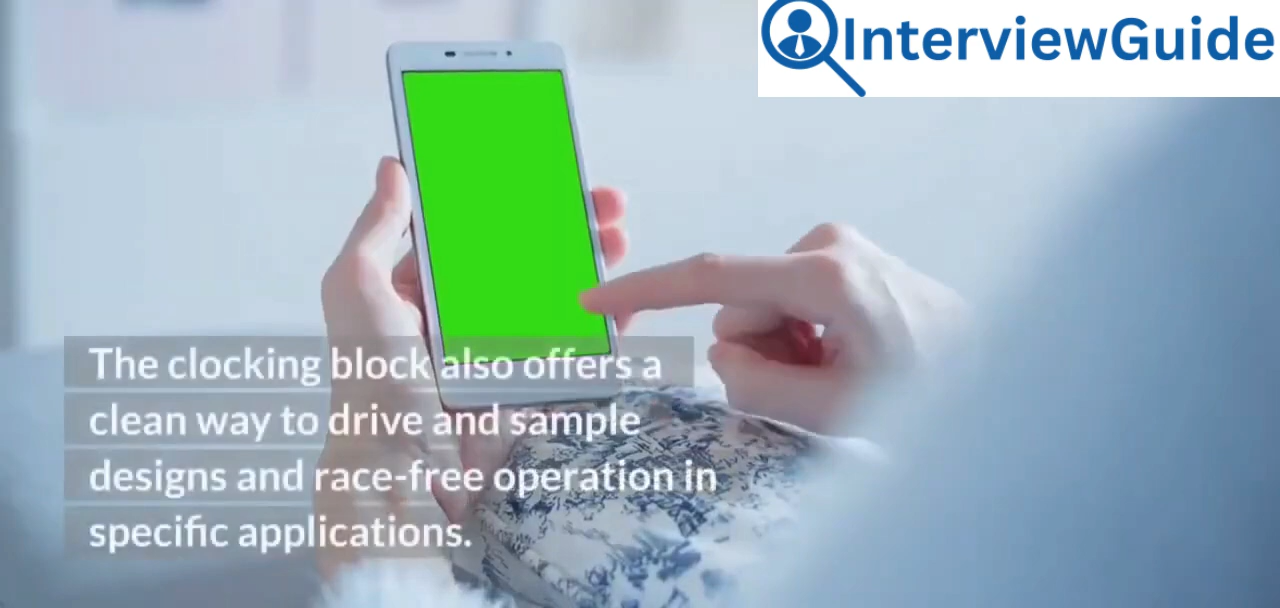 InterviewGuide
The clocking block also offers a
clean way to drive and sample
designs and race-free operation in
specific applications.